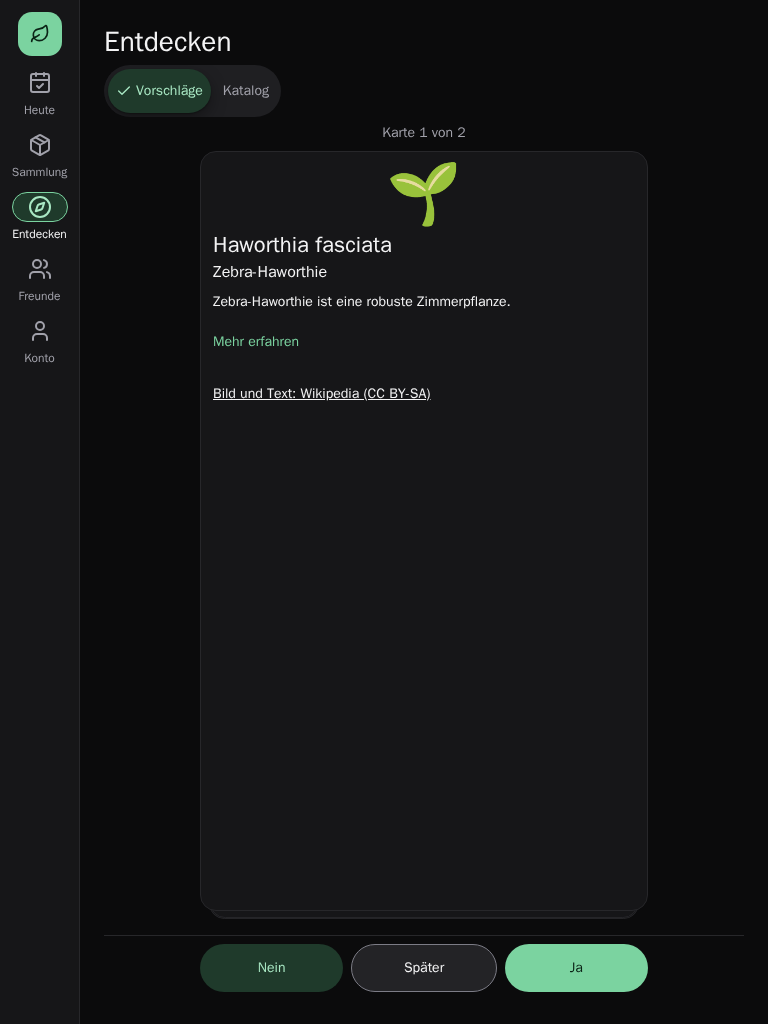 Entdecken
Vorschläge
Katalog
Heute
Sammlung
Entdecken
Freunde
Konto
Karte 1 von 2
Haworthia fasciata
Zebra-Haworthie
Zebra-Haworthie ist eine robuste Zimmerpflanze.
Mehr erfahren
Bild und Text: Wikipedia (CC BY-SA)
Nein
Später
Ja